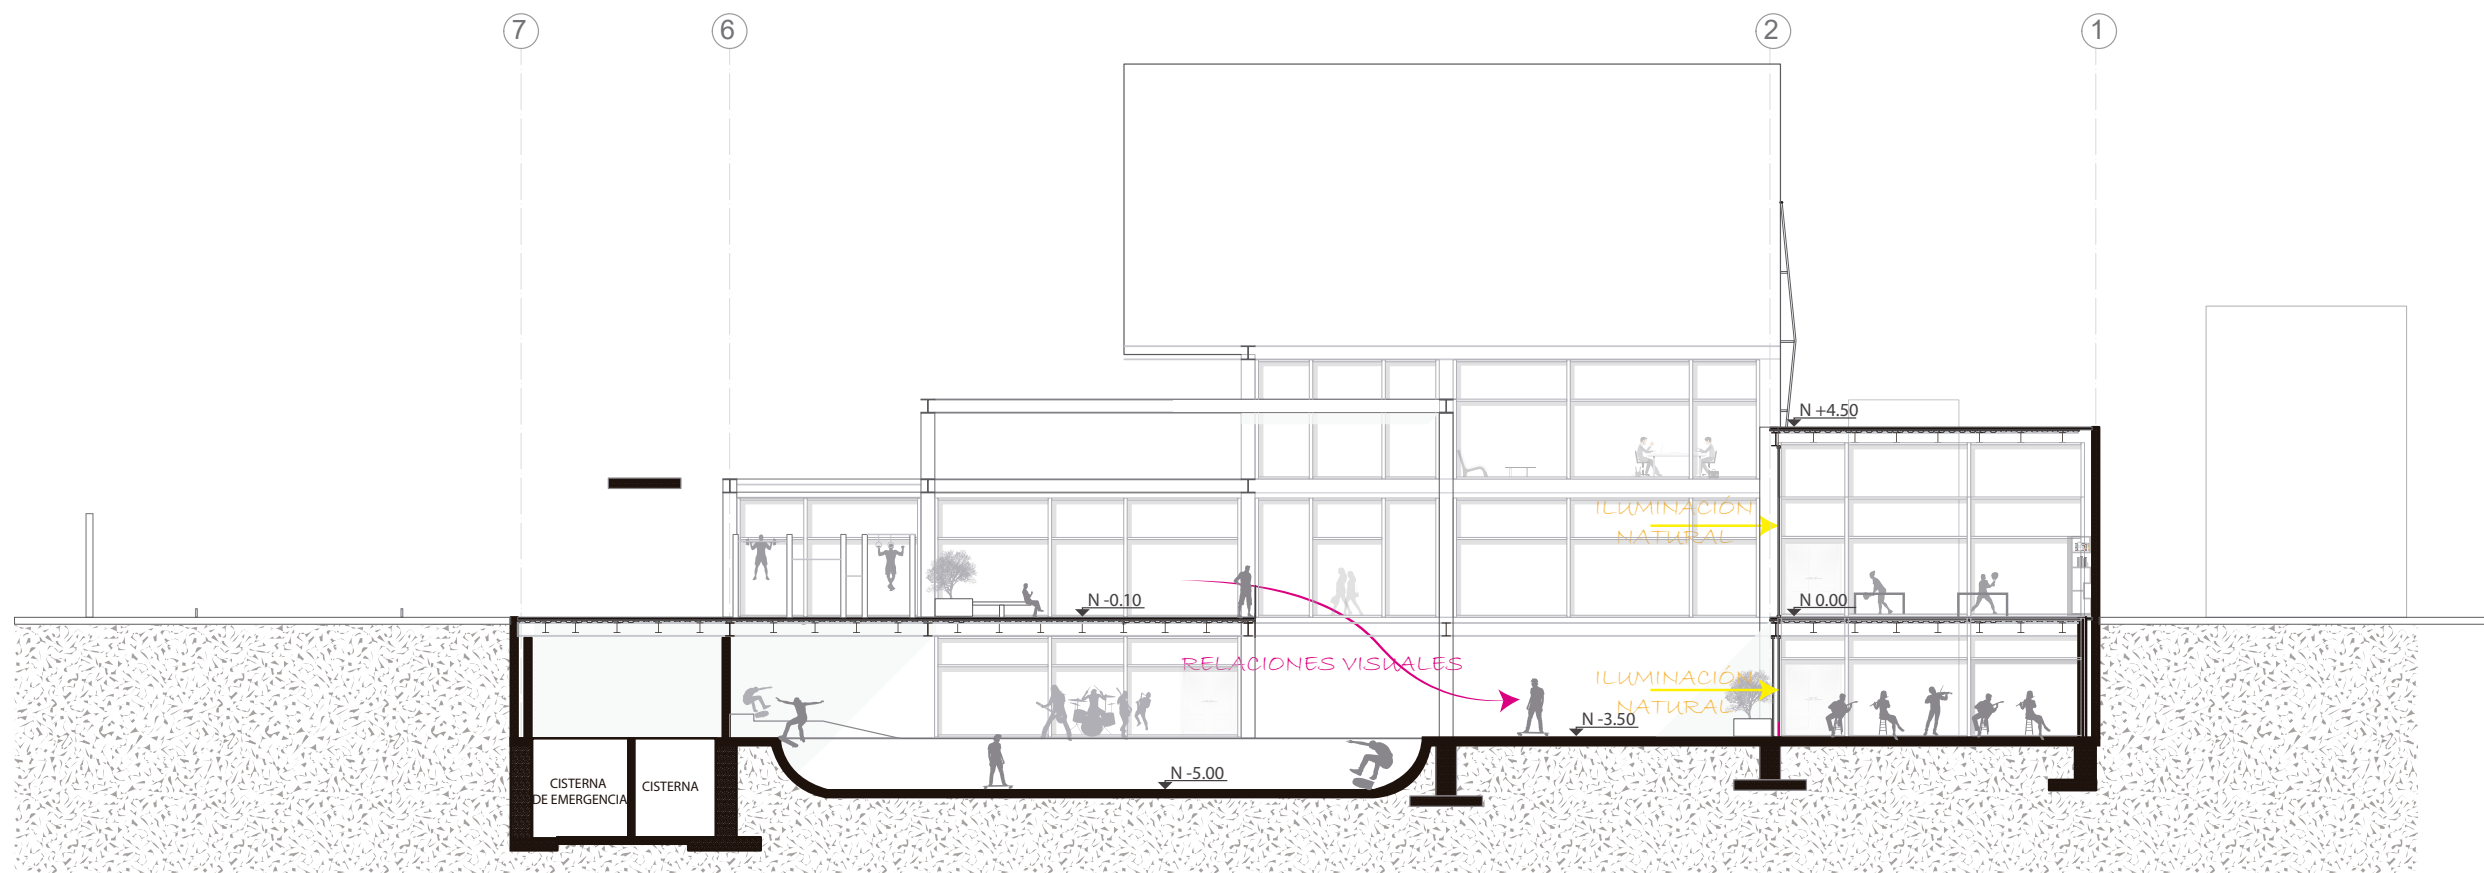 7
6
2
1
N +4.50
ILUMINACIÓN
NATURAL
N -0.10
N 0.00
RELACIONES VISUALES
ILUMINACIÓN
NATURAL
N -3.50
N -5.00
CISTERNA
DE EMERGENCIA
CISTERNA